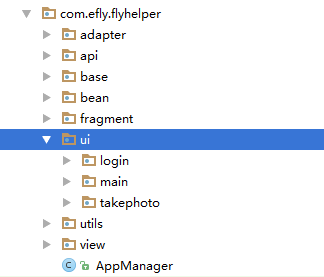 com.efly.flyhelper
adapter
api
base
bean
fragment
ui
login
main
takephoto
utils
view
C AppManager